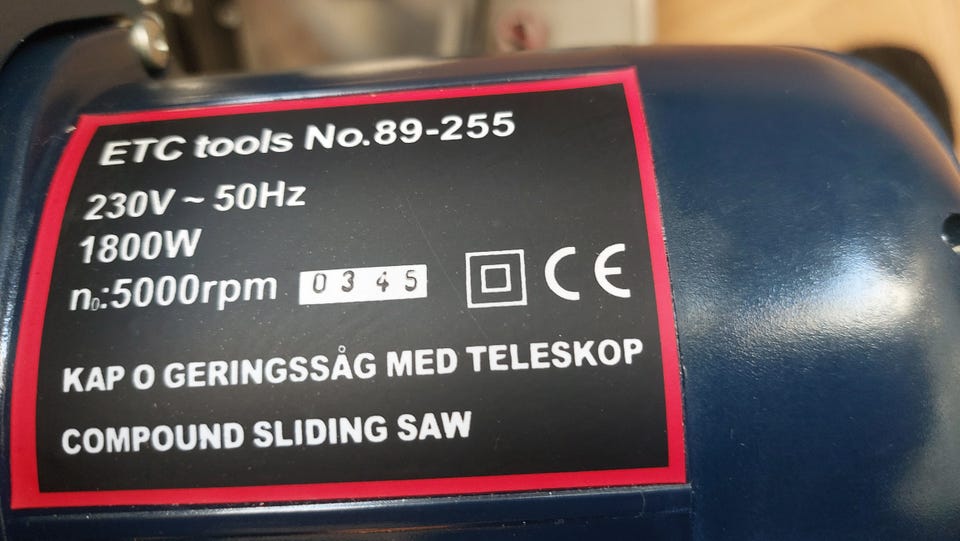 ETC tools No.89-255
230V ~ 50Hz
1800W
n₀:5000rpm 0345 CE
KAP O GERINGSSÅG MED TELESKOP
COMPOUND SLIDING SAW